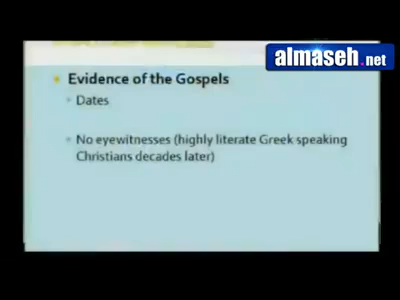 almaseh.net
Evidence of the Gospels
Dates
No eyewitnesses (highly literate Greek speaking
Christians decades later)